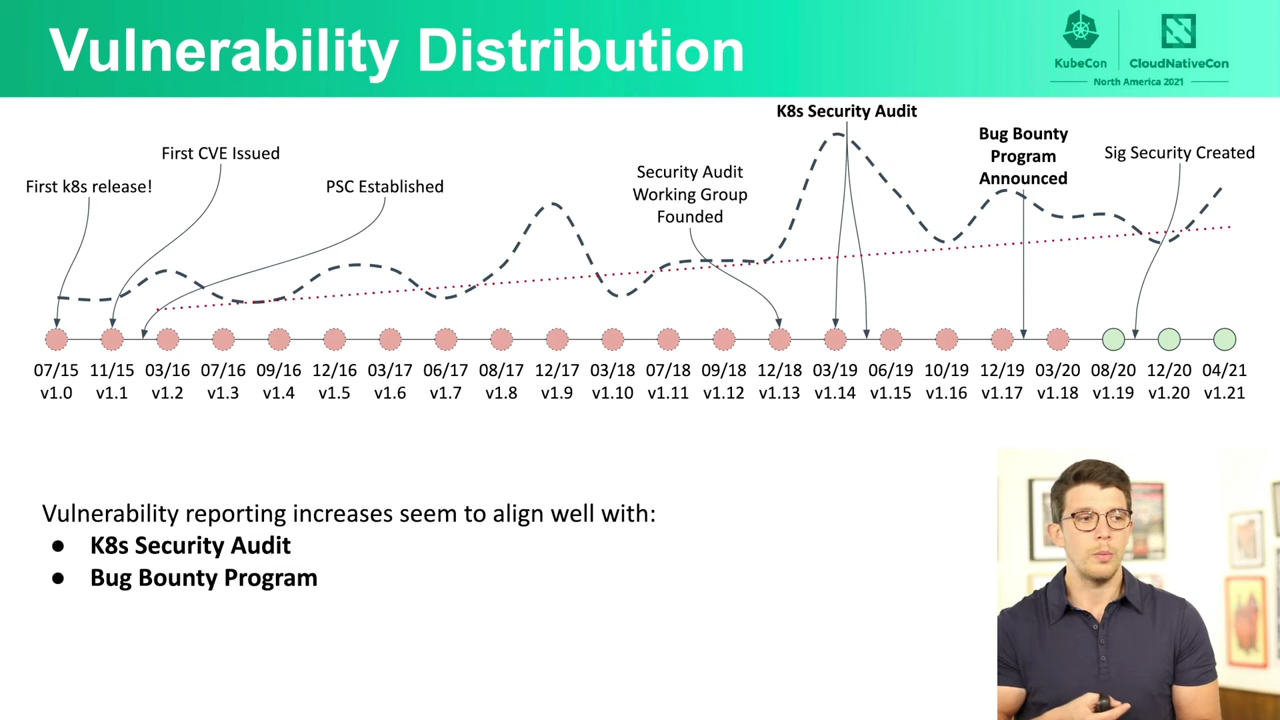 Vulnerability Distribution
KubeCon
CloudNativeCon
North America 2021
K8s Security Audit
First CVE Issued
Bug Bounty
Program
Announced
Sig Security Created
First k8s release!
PSC Established
Security Audit
Working Group
Founded
07/15 11/15 03/16 07/16 09/16 12/16 03/17 06/17 08/17 12/17 03/18 07/18 09/18 12/18 03/19 06/19 10/19 12/19 03/20 08/20 12/20 04/21
v1.0 v1.1 v1.2 v1.3 v1.4 v1.5 v1.6 v1.7 v1.8 v1.9 v1.10 v1.11 v1.12 v1.13 v1.14 v1.15 v1.16 v1.17 v1.18 v1.19 v1.20 v1.21
Vulnerability reporting increases seem to align well with:
● K8s Security Audit
● Bug Bounty Program